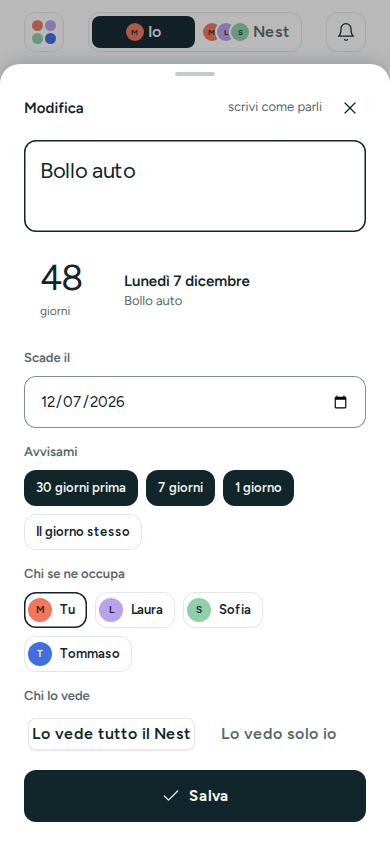 M Io M L S Nest
Modifica scrivi come parli
Bollo auto
48
giorni
Lunedì 7 dicembre
Bollo auto
Scade il
12/07/2026
Avvisami
30 giorni prima 7 giorni 1 giorno
Il giorno stesso
Chi se ne occupa
M Tu L Laura S Sofia
T Tommaso
Chi lo vede
Lo vede tutto il Nest Lo vedo solo io
Salva